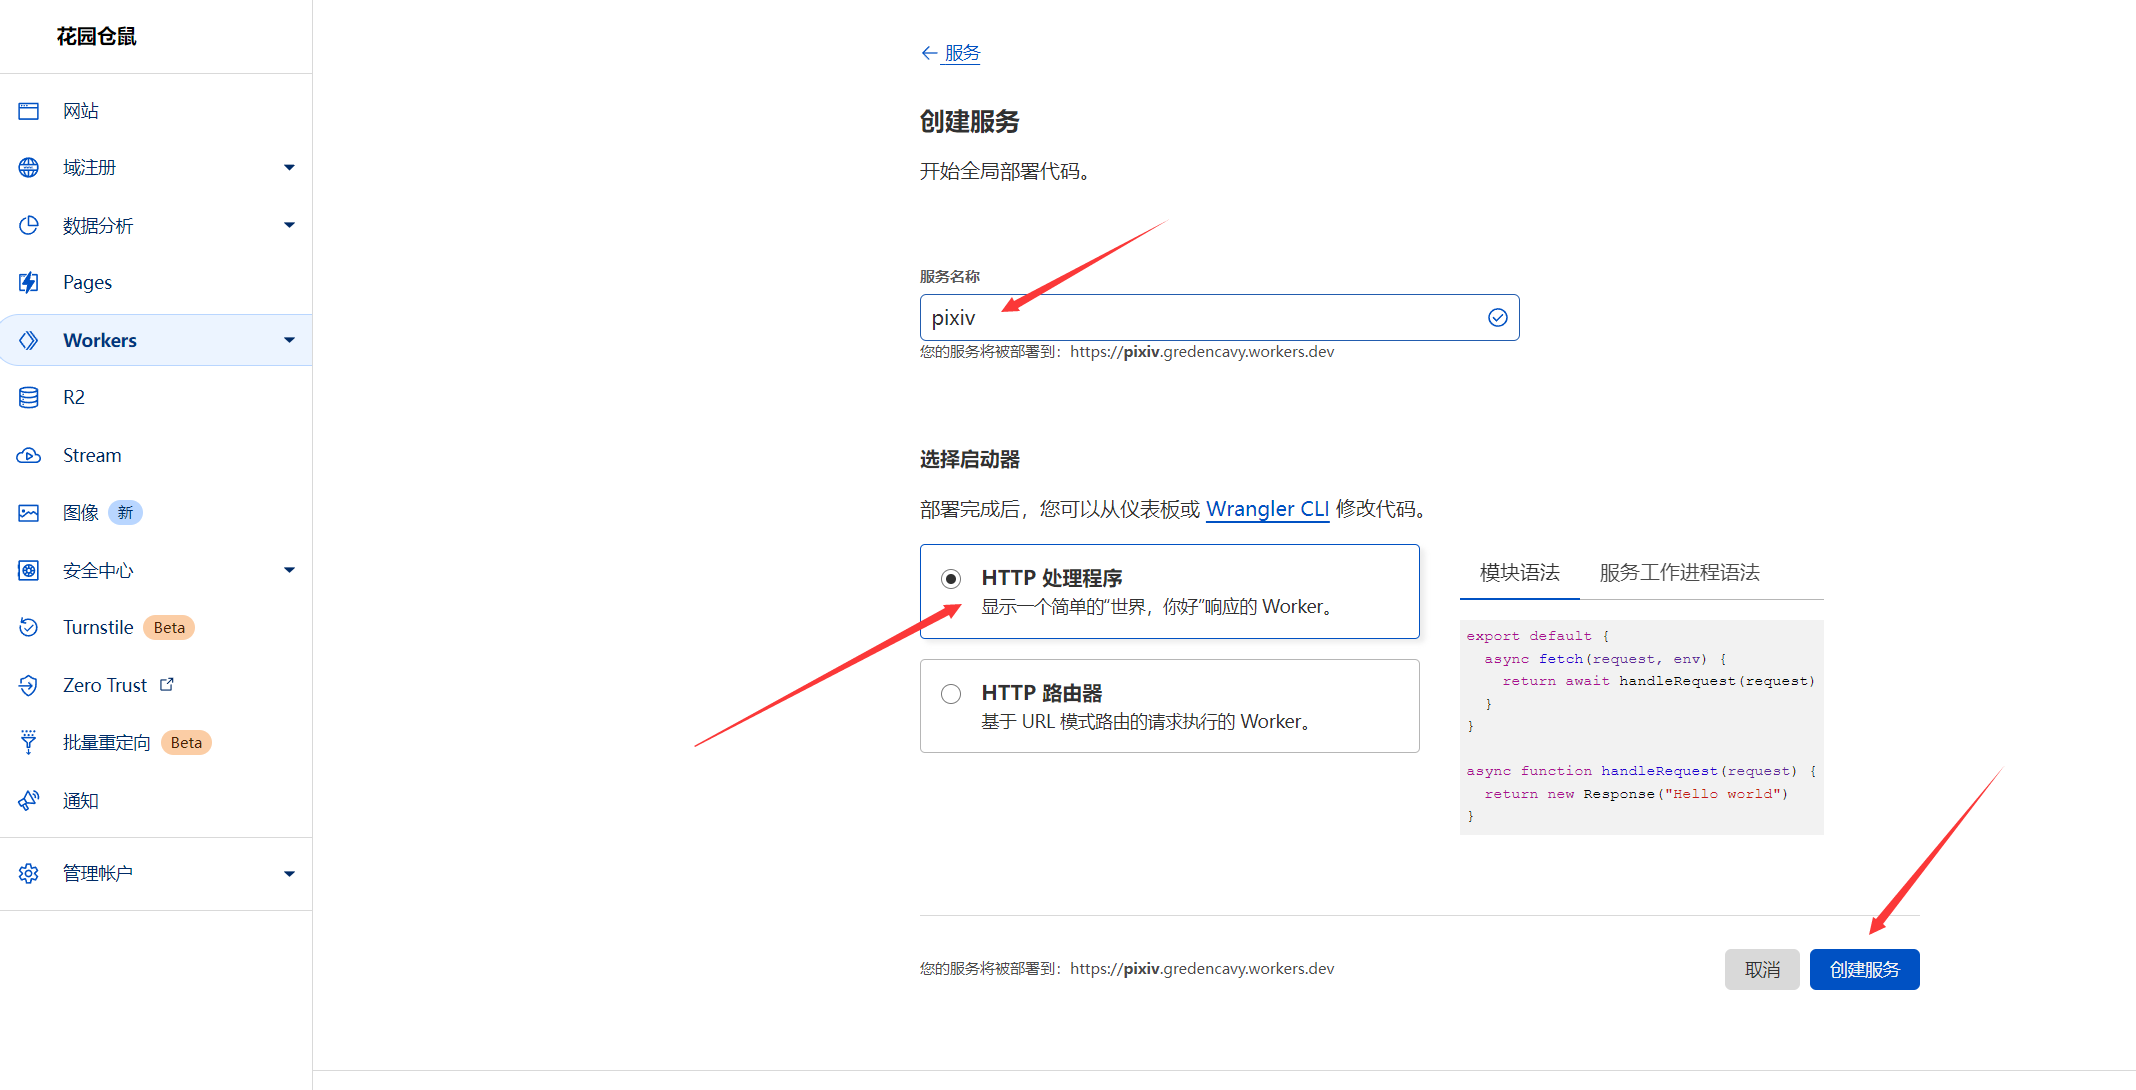 花园仓鼠
网站
域注册
数据分析
Pages
Workers
R2
Stream
图像 新
安全中心
Turnstile Beta
Zero Trust
批量重定向 Beta
通知
管理帐户
← 服务
创建服务
开始全局部署代码。
服务名称
pixiv
您的服务将被部署到：https://pixiv.gredencavy.workers.dev
选择启动器
部署完成后，您可以从仪表板或 Wrangler CLI 修改代码。
HTTP 处理程序
显示一个简单的“世界，你好”响应的 Worker。
HTTP 路由器
基于 URL 模式路由的请求执行的 Worker。
模块语法 服务工作进程语法
export default {
  async fetch(request, env) {
    return await handleRequest(request)
  }
}
async function handleRequest(request) {
  return new Response("Hello world")
}
您的服务将被部署到：https://pixiv.gredencavy.workers.dev
取消 创建服务